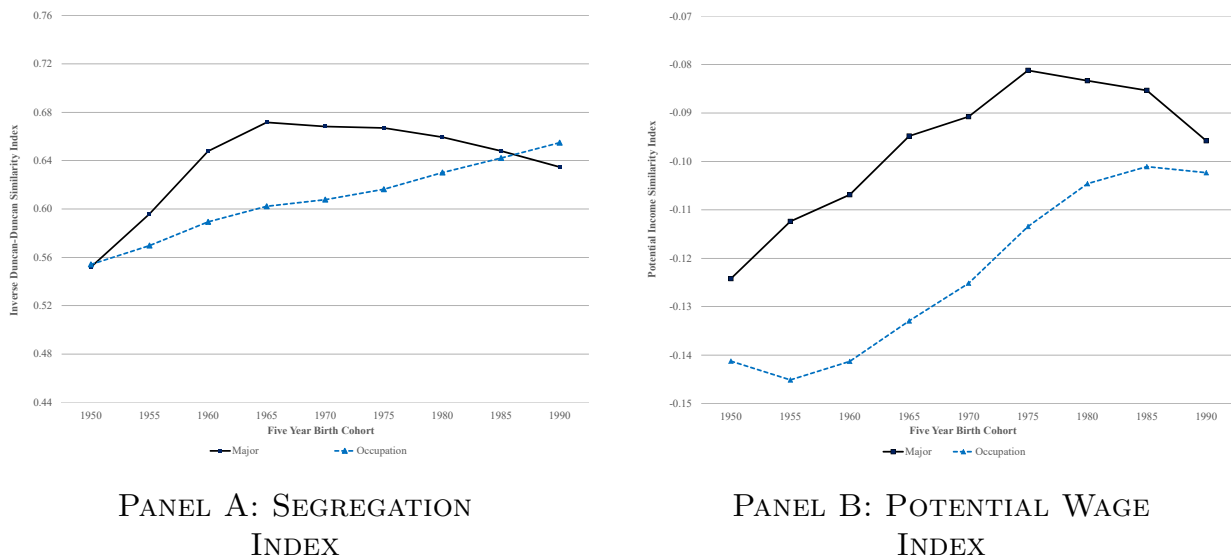 0.76
0.72
0.68
0.64
0.60
0.56
0.52
0.48
0.44
Inverse Duncan-Duncan Similarity Index
1950 1955 1960 1965 1970 1975 1980 1985 1990
Five Year Birth Cohort
Major Occupation
PANEL A: SEGREGATION
INDEX
-0.07
-0.08
-0.09
-0.10
-0.11
-0.12
-0.13
-0.14
-0.15
Potential Income Similarity Index
1950 1955 1960 1965 1970 1975 1980 1985 1990
Five Year Birth Cohort
Major Occupation
PANEL B: POTENTIAL WAGE
INDEX